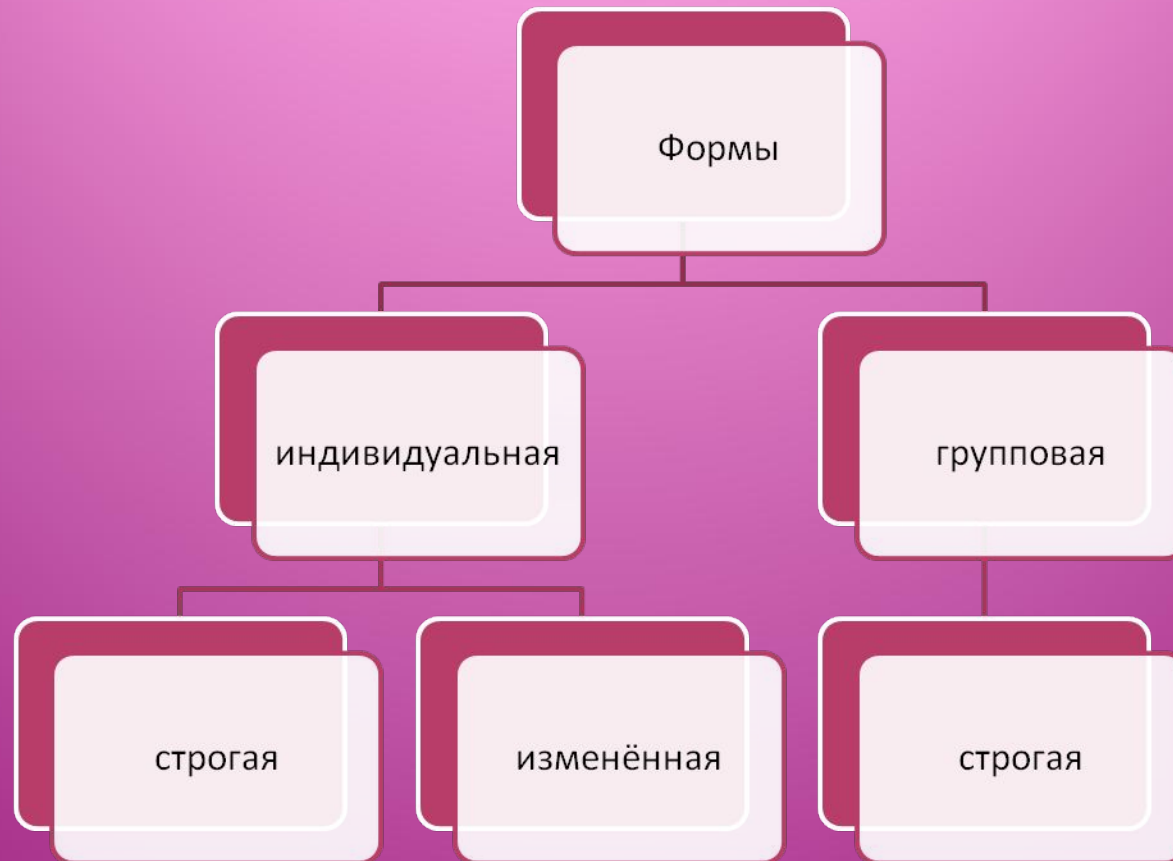 Формы
индивидуальная
групповая
строгая
изменённая
строгая